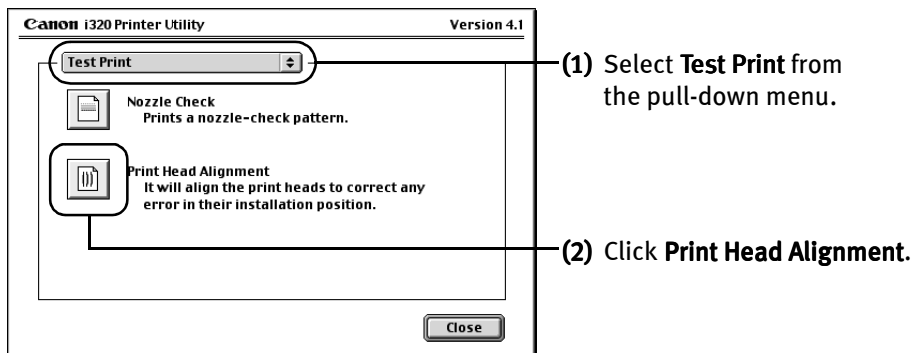 Canon i320 Printer Utility
Version 4.1
Test Print
(1) Select Test Print from
the pull-down menu.
Nozzle Check
Prints a nozzle-check pattern.
Print Head Alignment
It will align the print heads to correct any
error in their installation position.
(2) Click Print Head Alignment.
Close